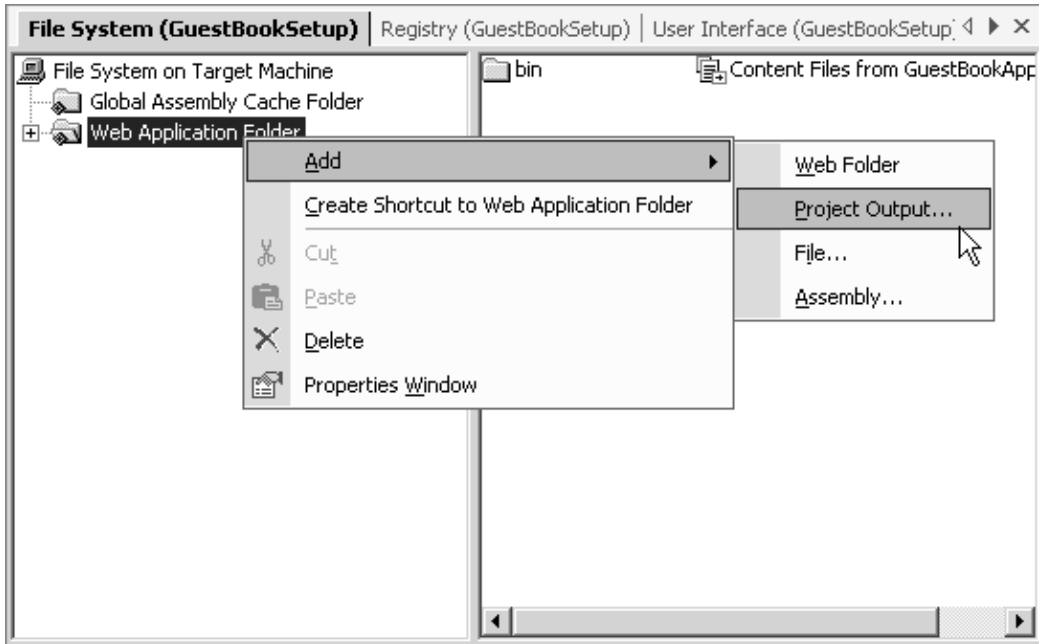 File System (GuestBookSetup) Registry (GuestBookSetup) User Interface (GuestBookSetup)
File System on Target Machine
Global Assembly Cache Folder
Web Application Folder
bin
Content Files from GuestBookApp
Add
Create Shortcut to Web Application Folder
Cut
Paste
Delete
Properties Window
Web Folder
Project Output...
File...
Assembly...